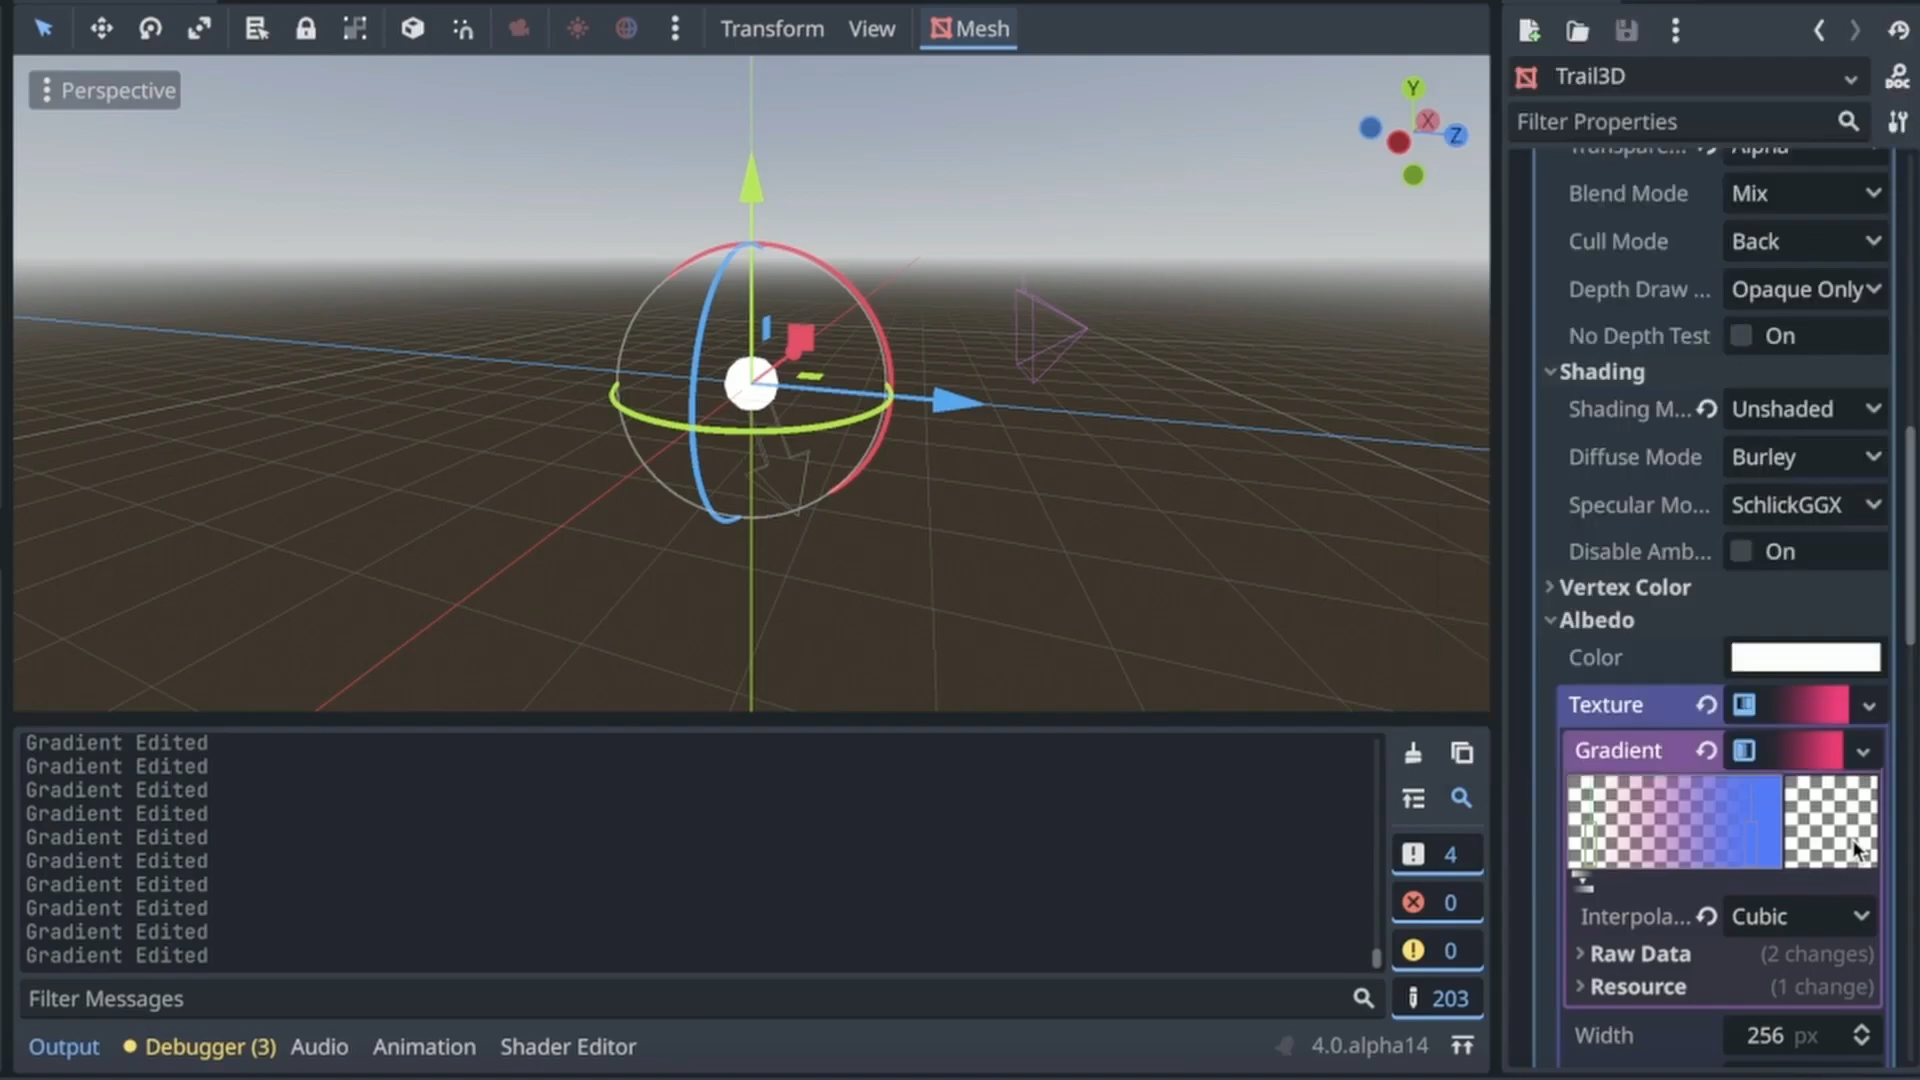 Transform View Mesh
Perspective
Y
X
Z
Trail3D
DOC
Filter Properties
Transpare... Alpha
Blend Mode Mix
Cull Mode Back
Depth Draw ... Opaque Only
No Depth Test On
Shading
Shading M... Unshaded
Diffuse Mode Burley
Specular Mo... SchlickGGX
Disable Amb... On
Vertex Color
Albedo
Color
Texture
Gradient
Interpola... Cubic
Raw Data (2 changes)
Resource (1 change)
Width 256 px
Gradient Edited
Gradient Edited
Gradient Edited
Gradient Edited
Gradient Edited
Gradient Edited
Gradient Edited
Gradient Edited
Gradient Edited
Gradient Edited
4
0
0
203
Filter Messages
Output Debugger (3) Audio Animation Shader Editor 4.0.alpha14